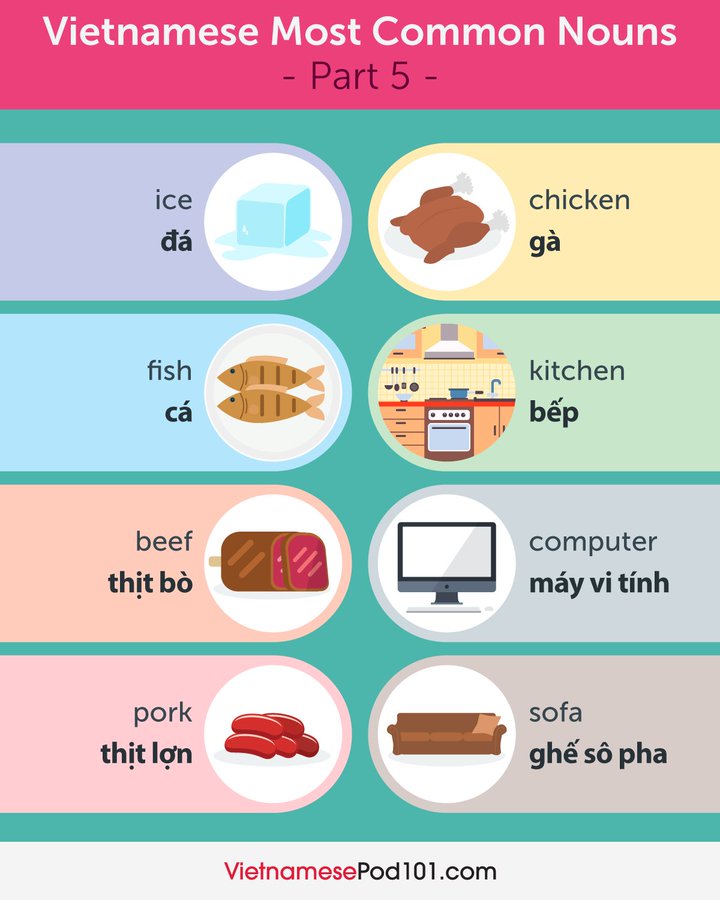 Vietnamese Most Common Nouns
- Part 5 -
ice
đá
chicken
gà
fish
cá
kitchen
bếp
beef
thịt bò
computer
máy vi tính
pork
thịt lợn
sofa
ghế sô pha
VietnamesePod101.com